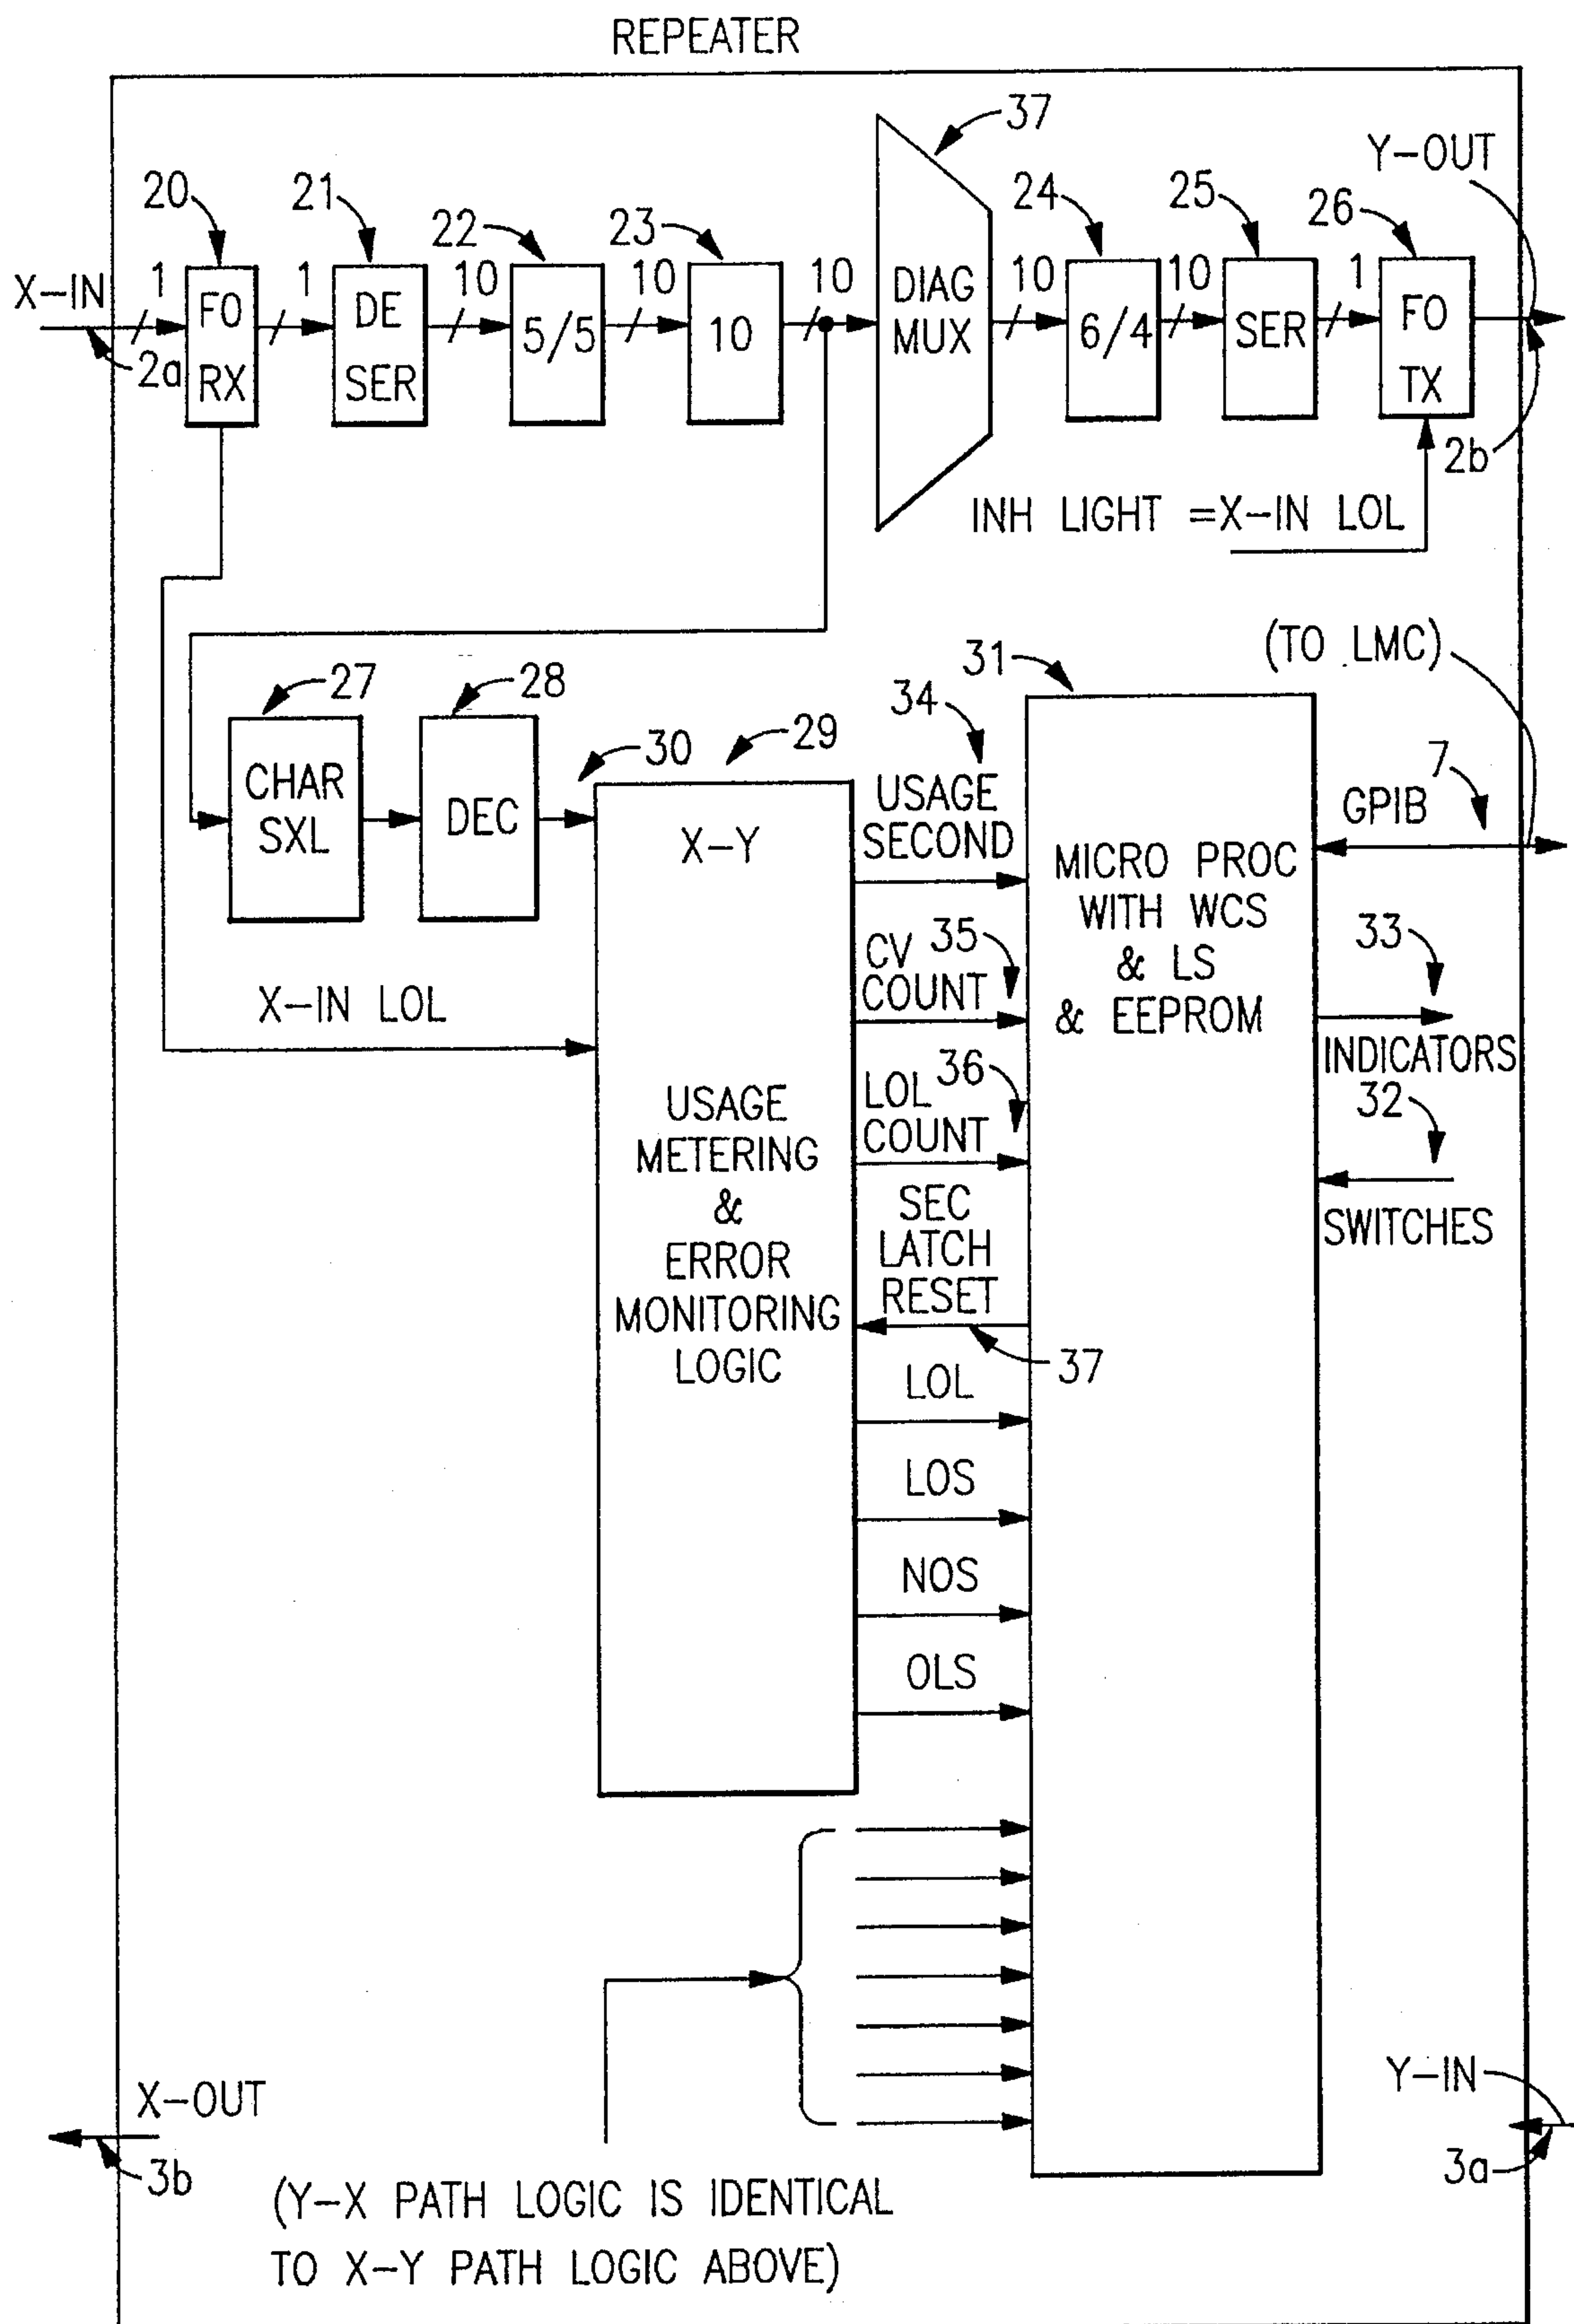 REPEATER
37
Y-OUT
20
21
22
23
24
25
26
X-IN
1
1
10
10
10
10
10
1
2a
FO
RX
DE
SER
5/5
10
DIAG
MUX
6/4
SER
FO
TX
2b
INH LIGHT =X-IN LOL
(TO LMC)
27
28
30
29
34
31
CHAR
SXL
DEC
X-Y
USAGE
SECOND
MICRO PROC
WITH WCS
& LS
& EEPROM
7
GPIB
X-IN LOL
CV
COUNT
35
33
INDICATORS
USAGE
METERING
&
ERROR
MONITORING
LOGIC
LOL
COUNT
36
32
SWITCHES
SEC
LATCH
RESET
37
LOL
LOS
NOS
OLS
X-OUT
3b
Y-IN
3a
(Y-X PATH LOGIC IS IDENTICAL
TO X-Y PATH LOGIC ABOVE)